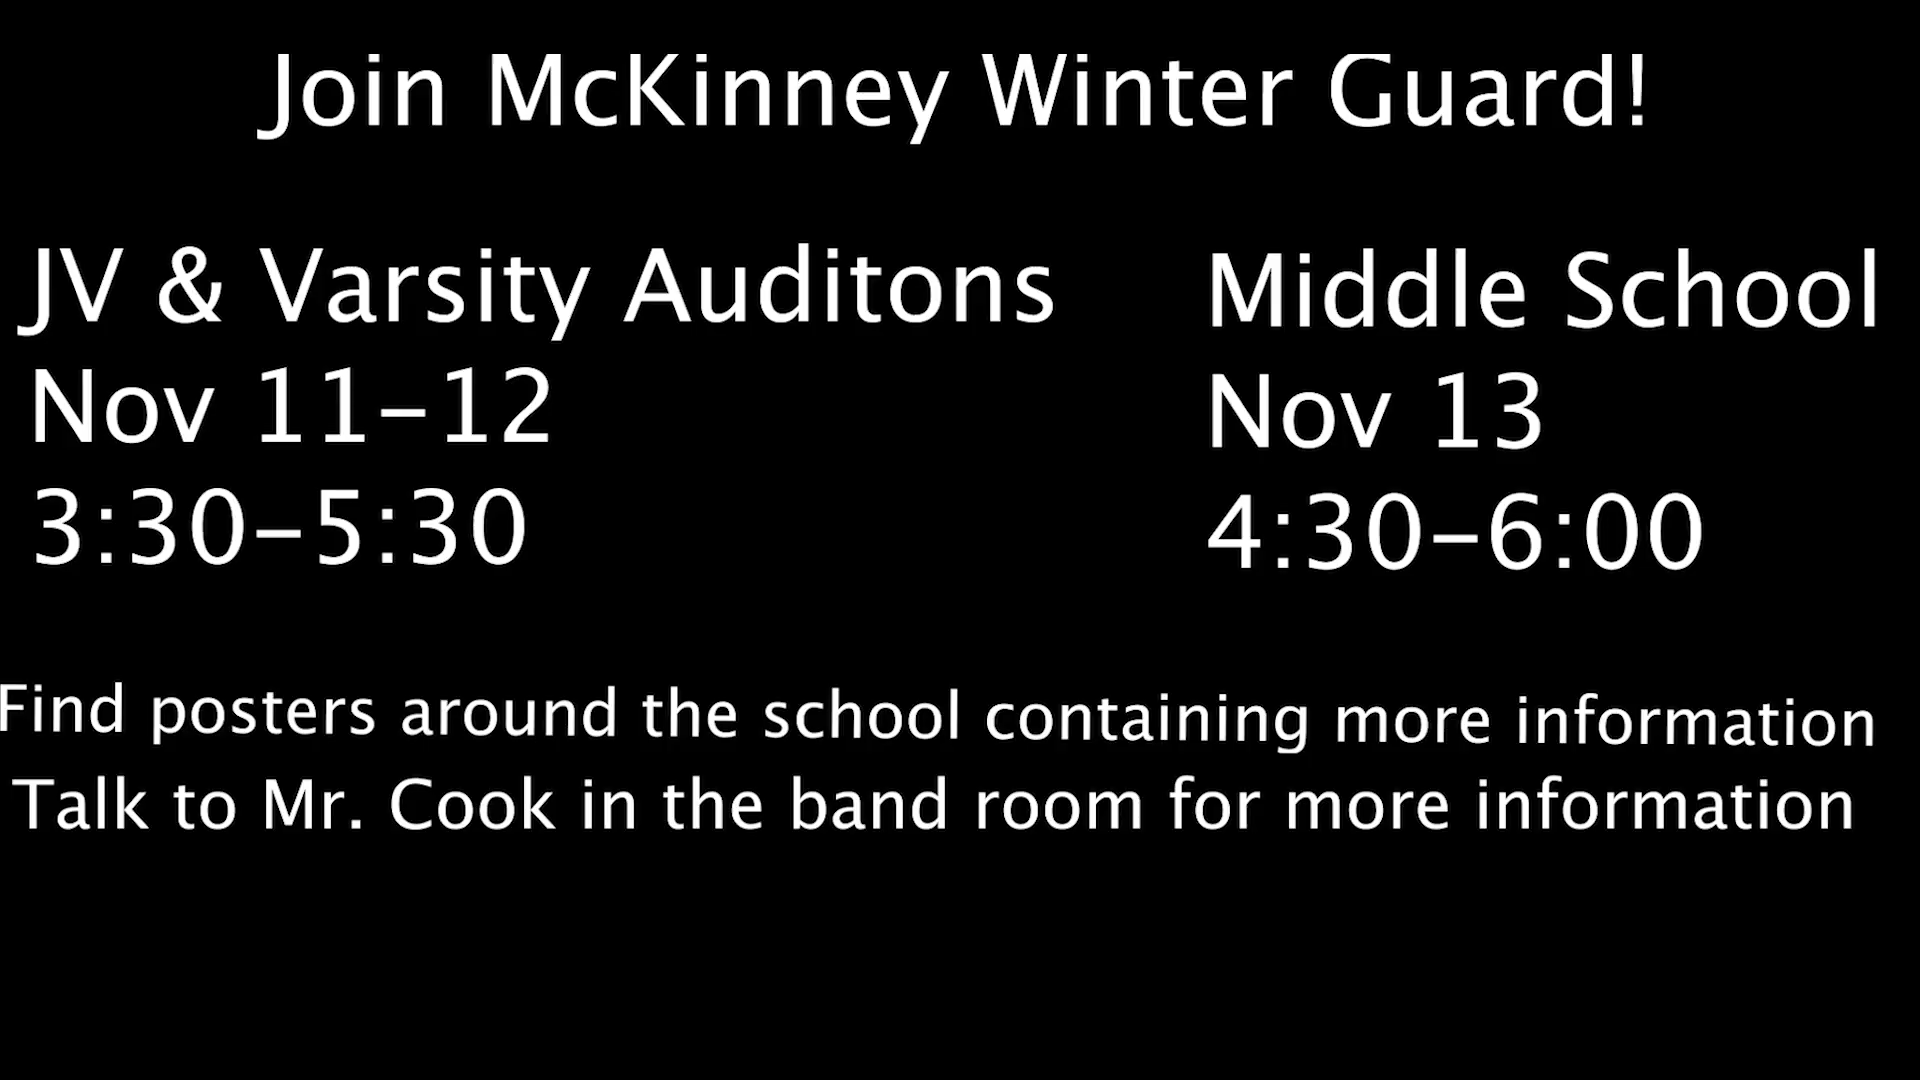 Join McKinney Winter Guard!
JV & Varsity Auditons
Nov 11-12
3:30-5:30
Middle School
Nov 13
4:30-6:00
Find posters around the school containing more information
Talk to Mr. Cook in the band room for more information